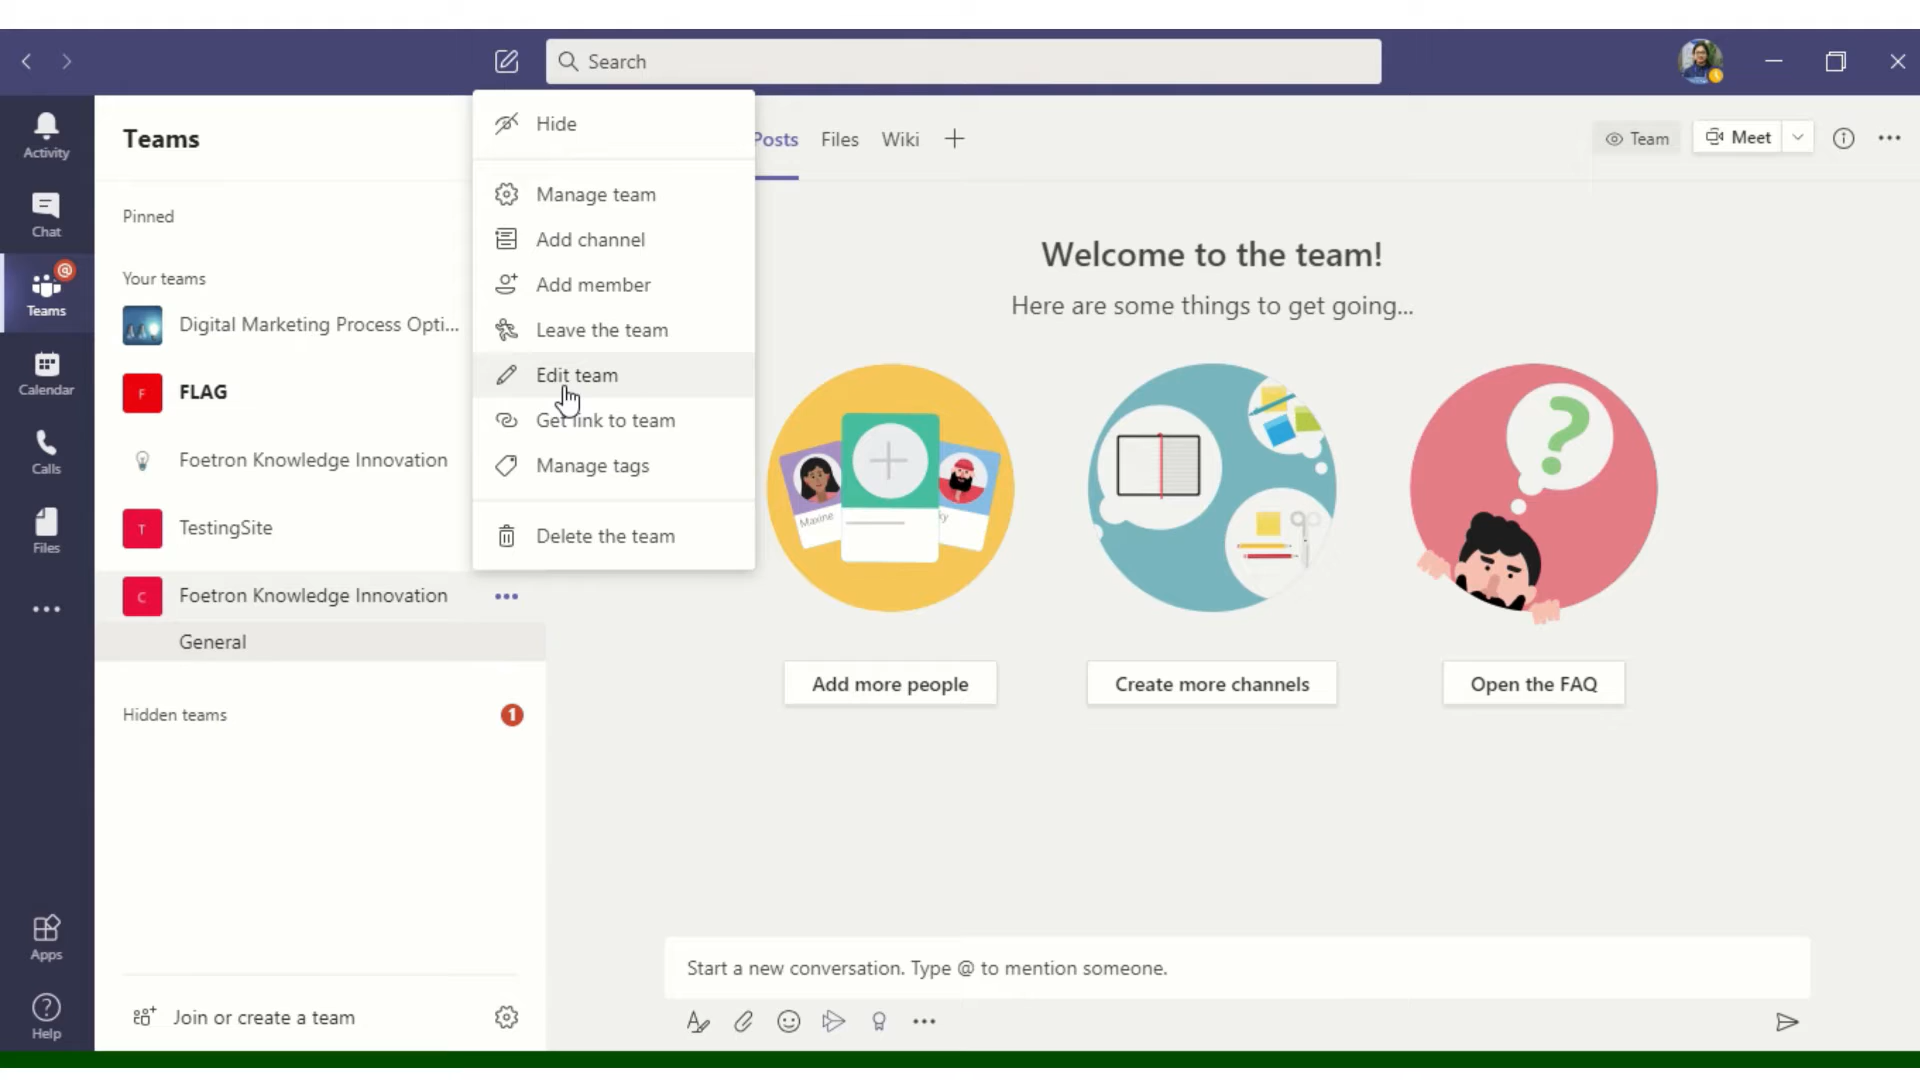 Search
Activity
Chat
Teams
Calendar
Calls
Files
Apps
Help
Teams
Pinned
Your teams
Digital Marketing Process Opti...
F
FLAG
Foetron Knowledge Innovation
T
TestingSite
C
Foetron Knowledge Innovation
General
Hidden teams
1
Join or create a team
Hide
Manage team
Add channel
Add member
Leave the team
Edit team
Get link to team
Manage tags
Delete the team
Posts
Files
Wiki
Team
Meet
Welcome to the team!
Here are some things to get going...
Maxine
ky
Add more people
Create more channels
Open the FAQ
Start a new conversation. Type @ to mention someone.